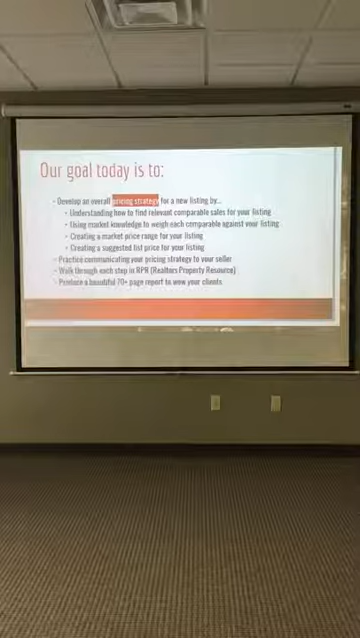 Our goal today is to:
- Develop an overall pricing strategy for a new listing by...
• Understanding how to find relevant comparable sales for your listing
• Using market knowledge to weigh each comparable against your listing
• Creating a market price range for your listing
• Creating a suggested list price for your listing
- Practice communicating your pricing strategy to your seller
- Walk through each step in RPR (Realtors Property Resource)
- Produce a beautiful 70+ page report to wow your clients